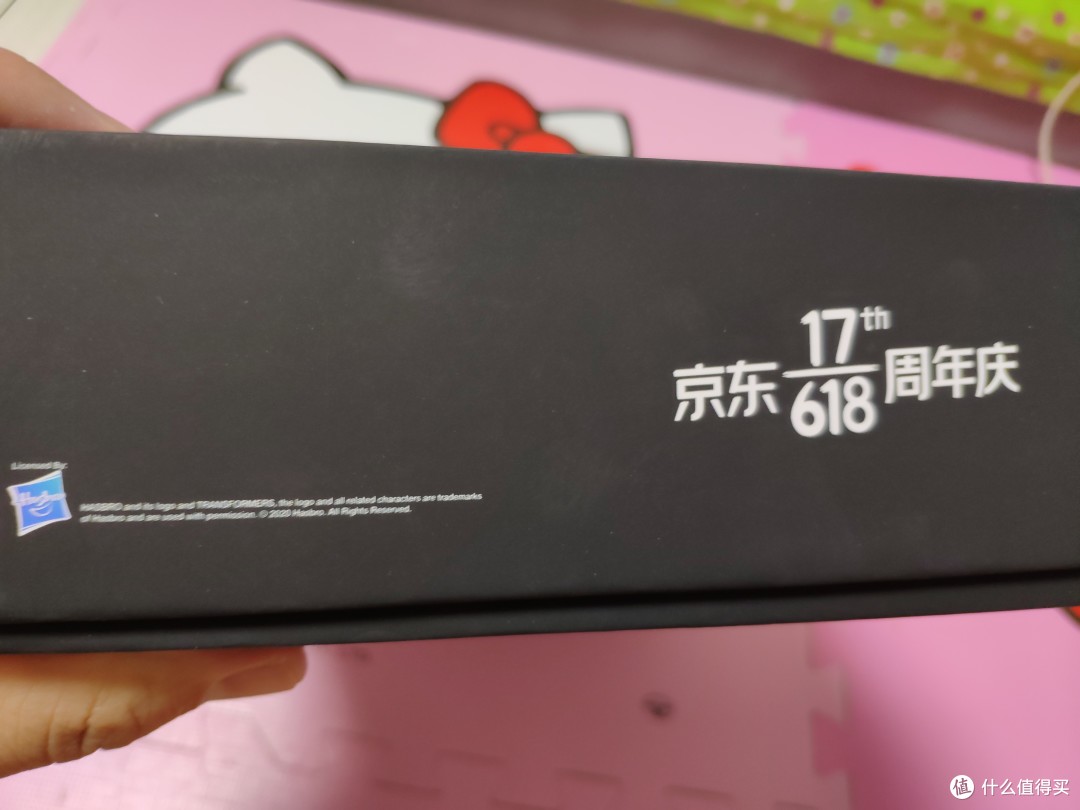 17th
京东 618 周年庆
Licensed By:
Hasbro
HASBRO and its logo and TRANSFORMERS, the logo and all related characters are trademarks
of Hasbro and are used with permission. © 2020 Hasbro. All Rights Reserved.
值 什么值得买